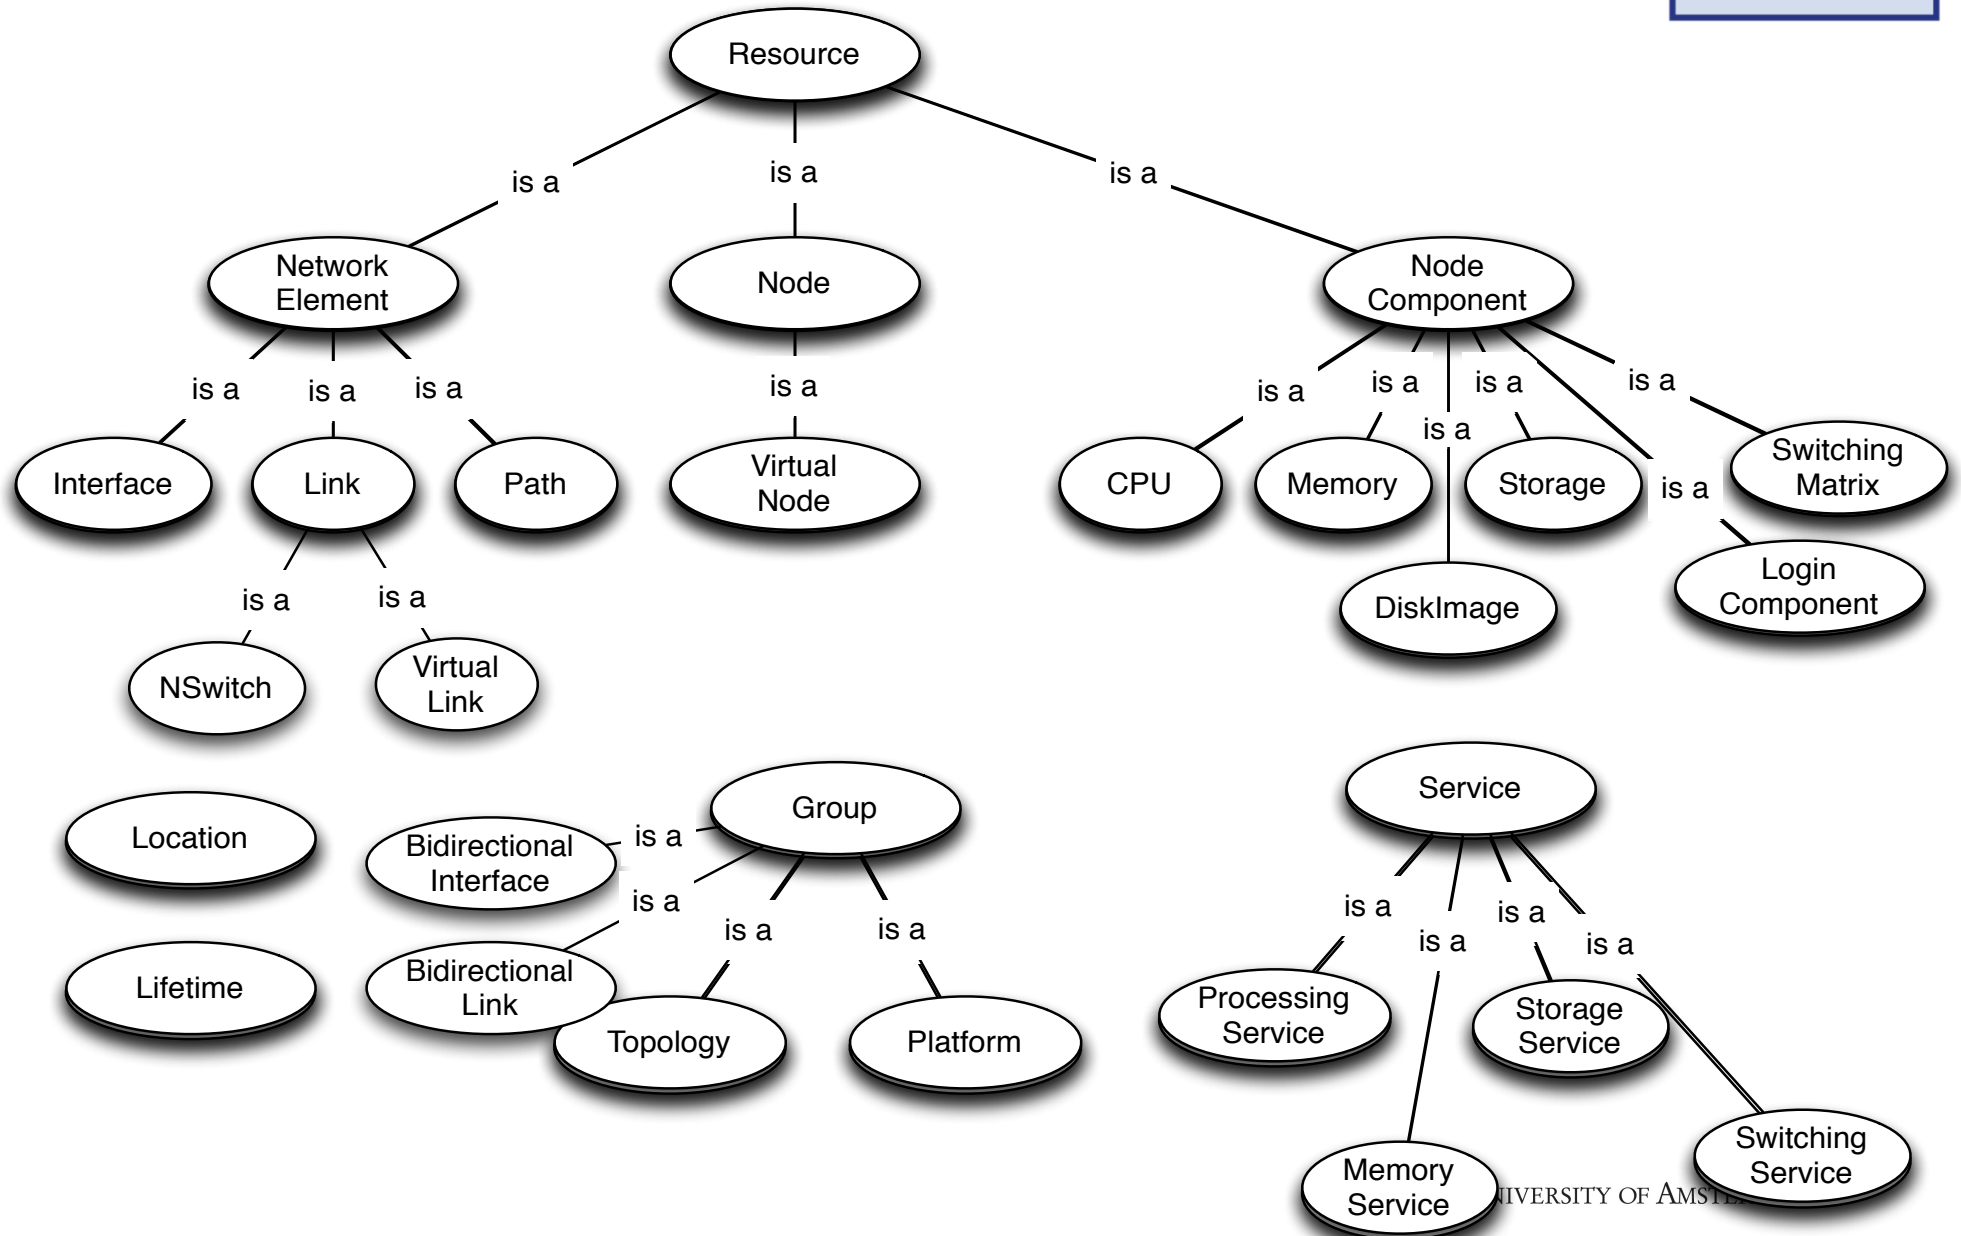 Resource
is a
is a
is a
Network
Element
Node
Node
Component
is a
is a
is a
is a
is a
is a
is a
is a
is a
is a
Interface
Link
Path
Virtual
Node
CPU
Memory
Storage
Switching
Matrix
is a
is a
DiskImage
Login
Component
NSwitch
Virtual
Link
Location
Lifetime
Group
is a
is a
is a
is a
Bidirectional
Interface
Bidirectional
Link
Topology
Platform
Service
is a
is a
is a
is a
Processing
Service
Storage
Service
Memory
Service
Switching
Service
OF